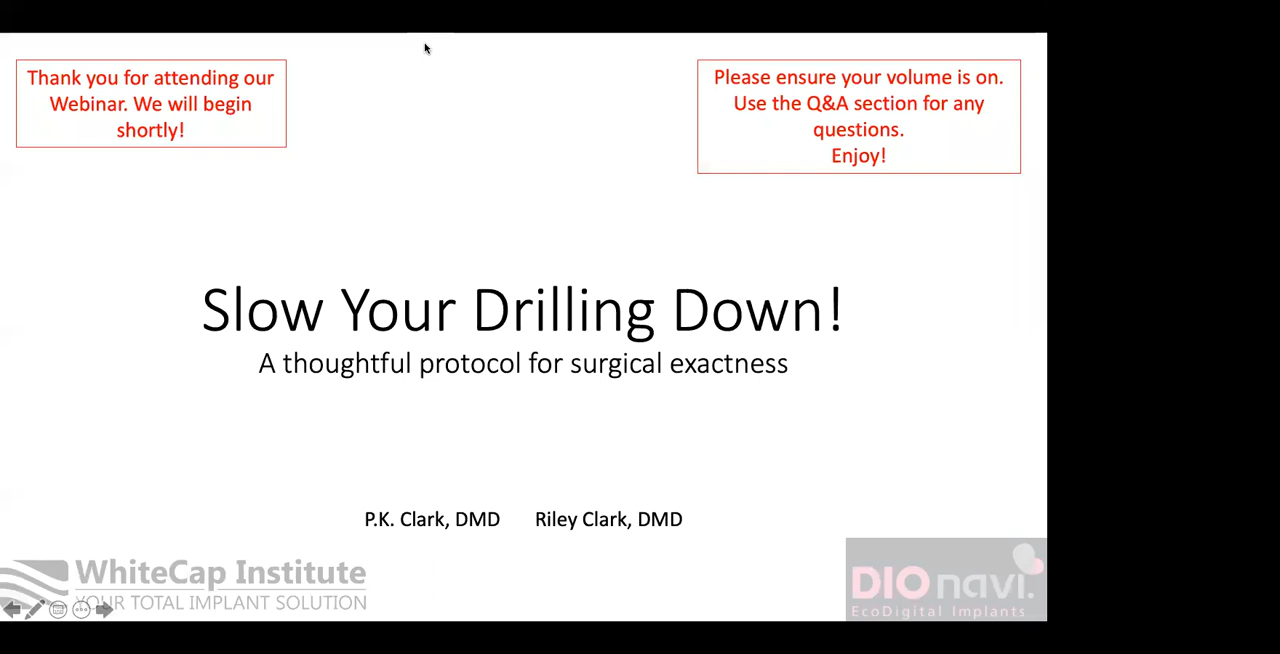 Thank you for attending our
Webinar. We will begin
shortly!
Please ensure your volume is on.
Use the Q&A section for any
questions.
Enjoy!
Slow Your Drilling Down!
A thoughtful protocol for surgical exactness
P.K. Clark, DMD
Riley Clark, DMD
WhiteCap Institute
YOUR TOTAL IMPLANT SOLUTION
DIOnavi.
EcoDigital Implants